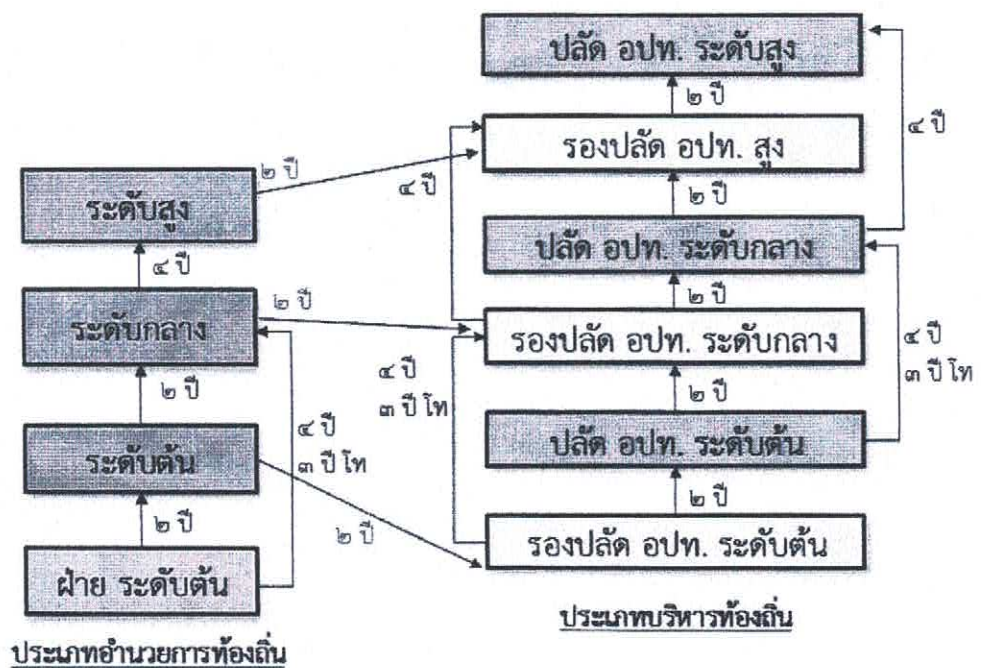 ปลัด อปท. ระดับสูง
๒ ปี
๔ ปี
รองปลัด อปท. สูง
๒ ปี
๔ ปี
ระดับสูง
๒ ปี
ปลัด อปท. ระดับกลาง
๔ ปี
๒ ปี
๒ ปี
ระดับกลาง
รองปลัด อปท. ระดับกลาง
๔ ปี
๓ ปี โท
๔ ปี
๓ ปี โท
๒ ปี
๒ ปี
๔ ปี
๓ ปี โท
ระดับต้น
ปลัด อปท. ระดับต้น
๒ ปี
๒ ปี
๒ ปี
รองปลัด อปท. ระดับต้น
ฝ่าย ระดับต้น
ประเภทบริหารท้องถิ่น
ประเภทอำนวยการท้องถิ่น